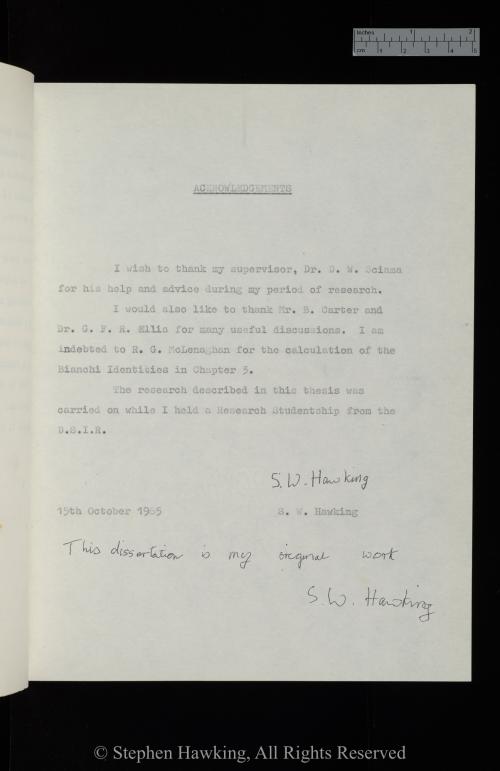 Inches 1 2
cm 1 2 3 4 5
ACKNOWLEDGEMENTS
I wish to thank my supervisor, Dr. D. W. Sciama
for his help and advice during my period of research.
I would also like to thank Mr. B. Carter and
Dr. G. F. R. Ellis for many useful discussions. I am
indebted to R. G. McLenaghan for the calculation of the
Bianchi Identities in Chapter 3.
The research described in this thesis was
carried on while I held a Research Studentship from the
D.S.I.R.
S. W. Hawking
15th October 1965 S. W. Hawking
This dissertation is my original work
S. W. Hawking
© Stephen Hawking, All Rights Reserved